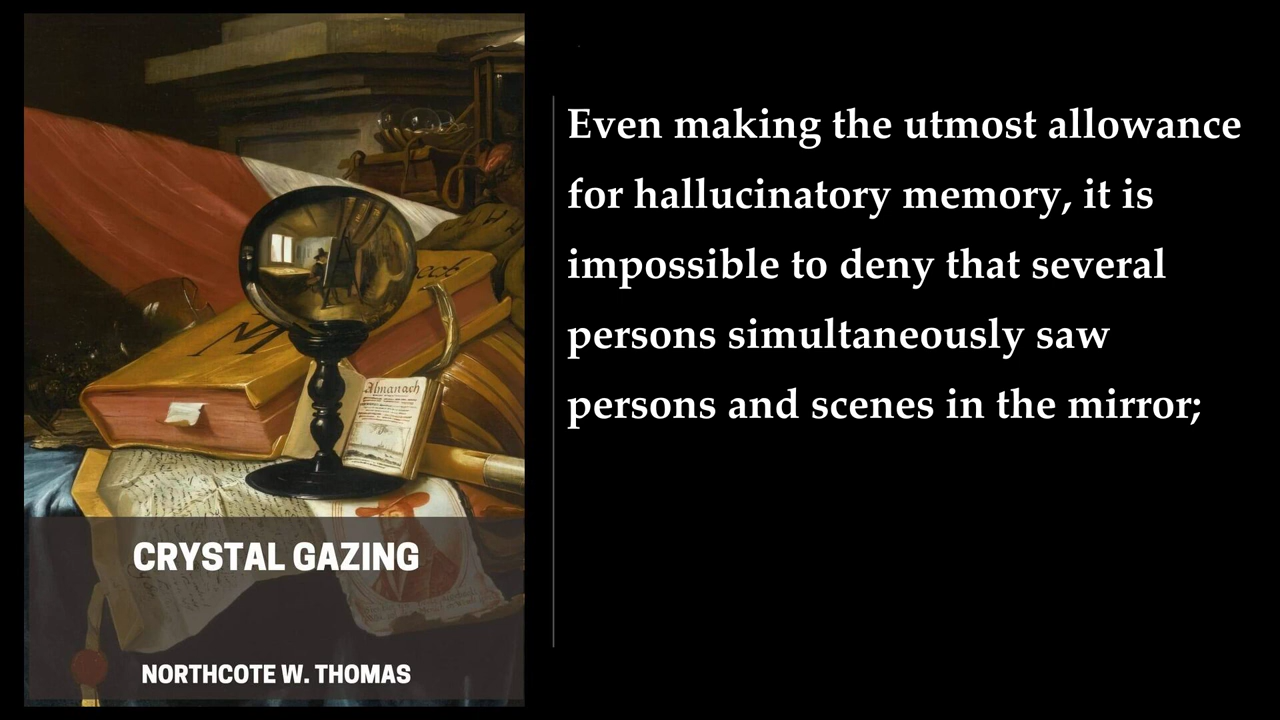 M
Almanach
CRYSTAL GAZING
NORTHCOTE W. THOMAS
Even making the utmost allowance
for hallucinatory memory, it is
impossible to deny that several
persons simultaneously saw
persons and scenes in the mirror;